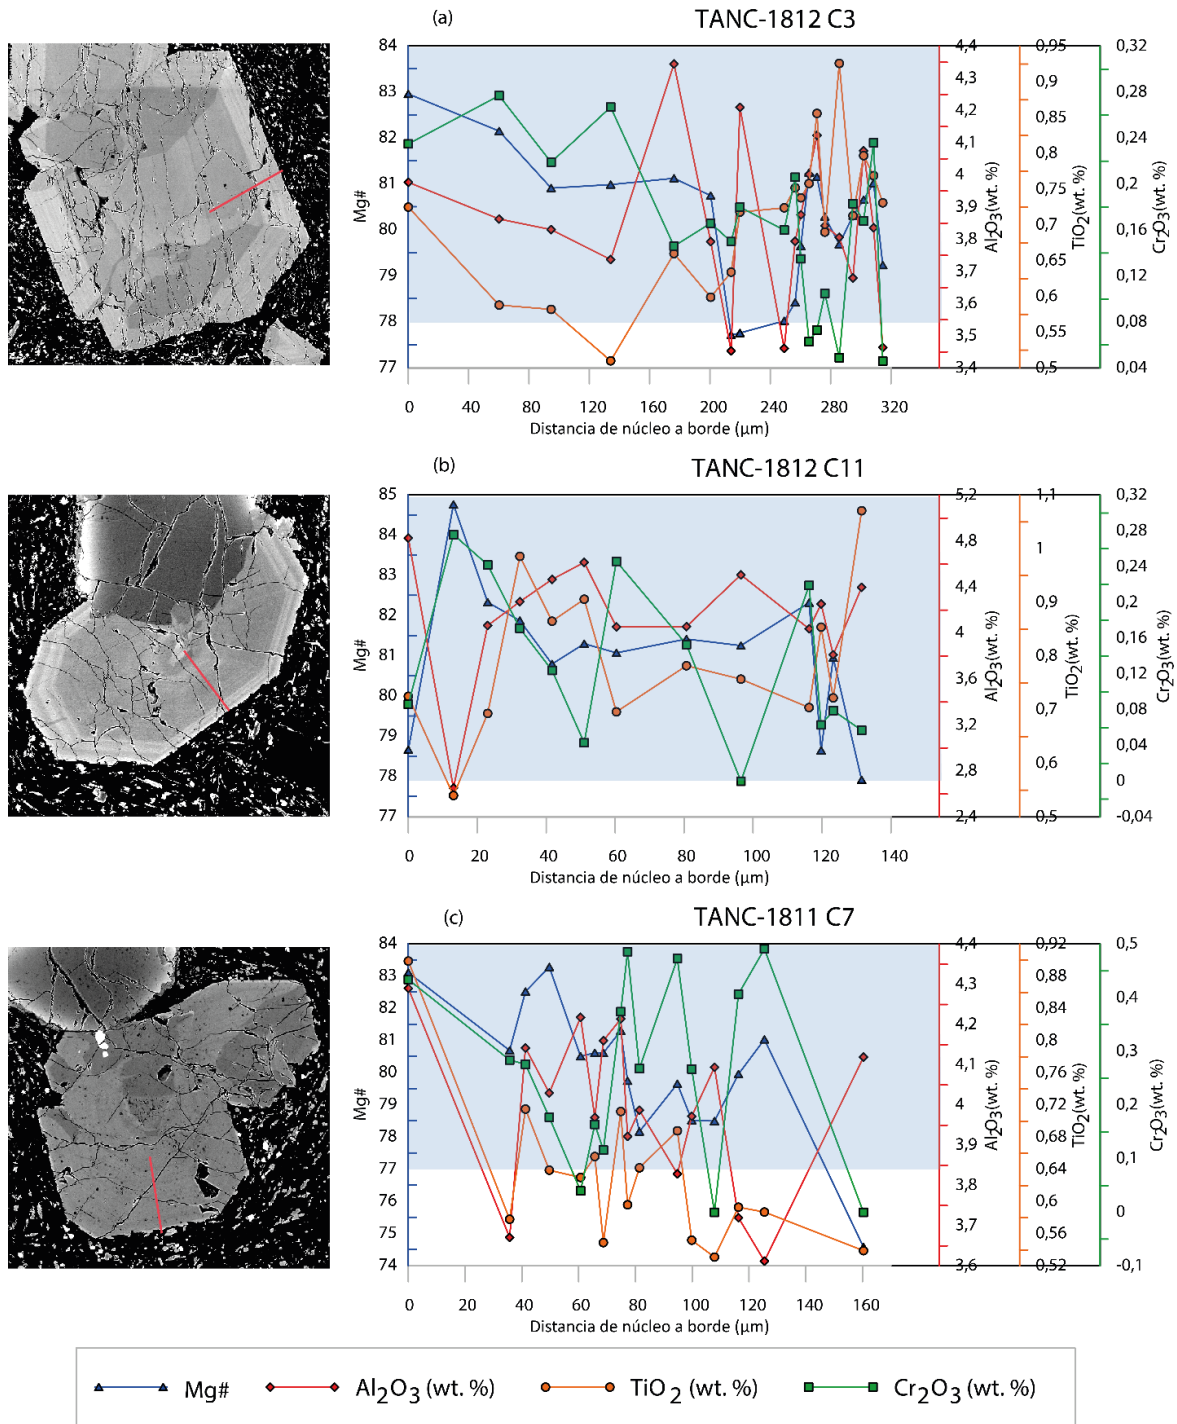 (a) TANC-1812 C3
84 83 82 81 80 79 78 77
Mg#
4,4 4,3 4,2 4,1 4 3,9 3,8 3,7 3,6 3,5 3,4
Al2O3(wt. %)
0,95 0,9 0,85 0,8 0,75 0,7 0,65 0,6 0,55 0,5
TiO2(wt. %)
0,32 0,28 0,24 0,2 0,16 0,12 0,08 0,04
Cr2O3(wt. %)
0 40 80 120 160 200 240 280 320
Distancia de núcleo a borde (µm)
(b) TANC-1812 C11
85 84 83 82 81 80 79 78 77
Mg#
5,2 4,8 4,4 4 3,6 3,2 2,8 2,4
Al2O3(wt. %)
1,1 1 0,9 0,8 0,7 0,6 0,5
TiO2(wt. %)
0,32 0,28 0,24 0,2 0,16 0,12 0,08 0,04 0 -0,04
Cr2O3(wt. %)
0 20 40 60 80 100 120 140
Distancia de núcleo a borde (µm)
(c) TANC-1811 C7
84 83 82 81 80 79 78 77 76 75 74
Mg#
4,4 4,3 4,2 4,1 4 3,9 3,8 3,7 3,6
Al2O3(wt. %)
0,92 0,88 0,84 0,8 0,76 0,72 0,68 0,64 0,6 0,56 0,52
TiO2(wt. %)
0,5 0,4 0,3 0,2 0,1 0 -0,1
Cr2O3(wt. %)
0 20 40 60 80 100 120 140 160
Distancia de núcleo a borde (µm)
Mg# Al2O3 (wt. %) TiO2 (wt. %) Cr2O3 (wt. %)